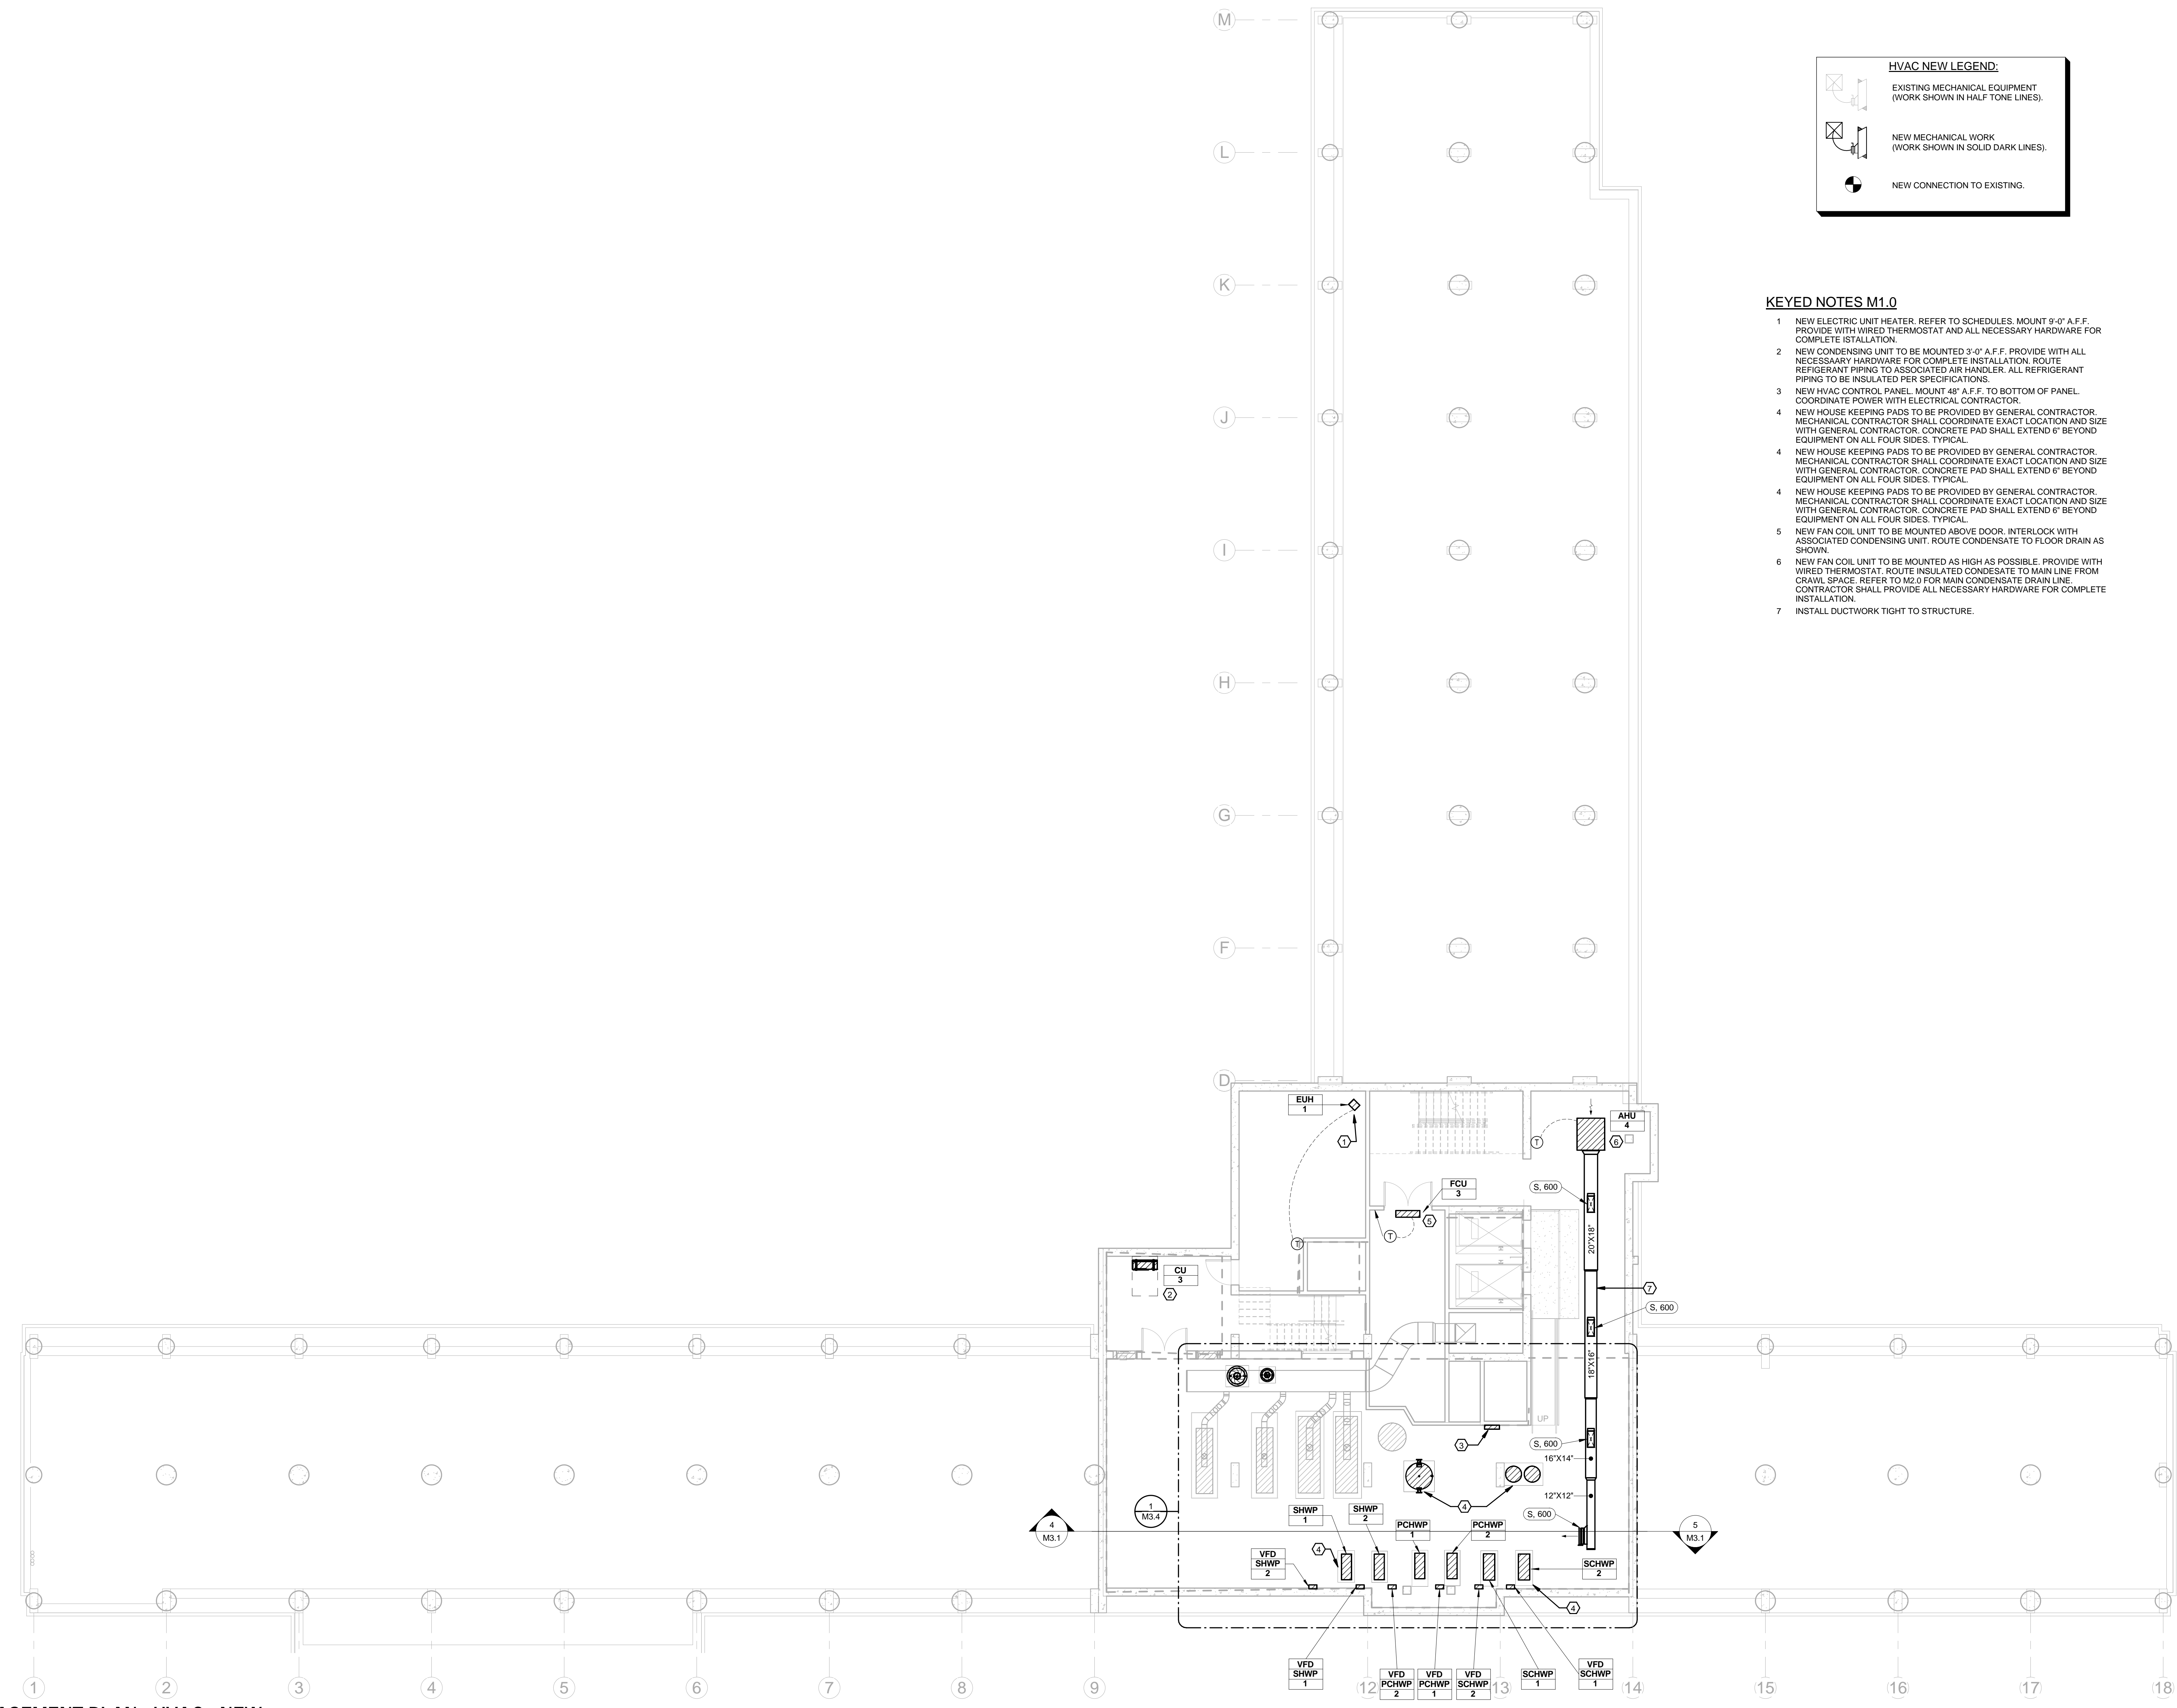 M
HVAC NEW LEGEND:
EXISTING MECHANICAL EQUIPMENT
(WORK SHOWN IN HALF TONE LINES).
NEW MECHANICAL WORK
(WORK SHOWN IN SOLID DARK LINES).
NEW CONNECTION TO EXISTING.
L
K
KEYED NOTES M1.0
1 NEW ELECTRIC UNIT HEATER. REFER TO SCHEDULES. MOUNT 9'-0" A.F.F.
PROVIDE WITH WIRED THERMOSTAT AND ALL NECESSARY HARDWARE FOR
COMPLETE ISTALLATION.
2 NEW CONDENSING UNIT TO BE MOUNTED 3'-0" A.F.F. PROVIDE WITH ALL
NECESSAARY HARDWARE FOR COMPLETE INSTALLATION. ROUTE
REFIGERANT PIPING TO ASSOCIATED AIR HANDLER. ALL REFRIGERANT
PIPING TO BE INSULATED PER SPECIFICATIONS.
3 NEW HVAC CONTROL PANEL. MOUNT 48" A.F.F. TO BOTTOM OF PANEL.
COORDINATE POWER WITH ELECTRICAL CONTRACTOR.
4 NEW HOUSE KEEPING PADS TO BE PROVIDED BY GENERAL CONTRACTOR.
MECHANICAL CONTRACTOR SHALL COORDINATE EXACT LOCATION AND SIZE
WITH GENERAL CONTRACTOR. CONCRETE PAD SHALL EXTEND 6" BEYOND
EQUIPMENT ON ALL FOUR SIDES. TYPICAL.
4 NEW HOUSE KEEPING PADS TO BE PROVIDED BY GENERAL CONTRACTOR.
MECHANICAL CONTRACTOR SHALL COORDINATE EXACT LOCATION AND SIZE
WITH GENERAL CONTRACTOR. CONCRETE PAD SHALL EXTEND 6" BEYOND
EQUIPMENT ON ALL FOUR SIDES. TYPICAL.
4 NEW HOUSE KEEPING PADS TO BE PROVIDED BY GENERAL CONTRACTOR.
MECHANICAL CONTRACTOR SHALL COORDINATE EXACT LOCATION AND SIZE
WITH GENERAL CONTRACTOR. CONCRETE PAD SHALL EXTEND 6" BEYOND
EQUIPMENT ON ALL FOUR SIDES. TYPICAL.
5 NEW FAN COIL UNIT TO BE MOUNTED ABOVE DOOR. INTERLOCK WITH
ASSOCIATED CONDENSING UNIT. ROUTE CONDENSATE TO FLOOR DRAIN AS
SHOWN.
6 NEW FAN COIL UNIT TO BE MOUNTED AS HIGH AS POSSIBLE. PROVIDE WITH
WIRED THERMOSTAT. ROUTE INSULATED CONDESATE TO MAIN LINE FROM
CRAWL SPACE. REFER TO M2.0 FOR MAIN CONDENSATE DRAIN LINE.
CONTRACTOR SHALL PROVIDE ALL NECESSARY HARDWARE FOR COMPLETE
INSTALLATION.
7 INSTALL DUCTWORK TIGHT TO STRUCTURE.
J
I
H
G
F
D
EUH
1
1
T
AHU
4
6
FCU
3
5
T
T
S, 600
20"X18"
CU
3
2
7
S, 600
18"X16"
UP
3
S, 600
16"X14"
12"X12"
S, 600
4
1
M3.4
4
M3.1
5
M3.1
SHWP
1
SHWP
2
PCHWP
1
PCHWP
2
VFD
SHWP
2
4
SCHWP
2
4
VFD
SHWP
1
VFD
PCHWP
2
VFD
PCHWP
1
VFD
SCHWP
2
SCHWP
1
VFD
SCHWP
1
1 2 3 4 5 6 7 8 9 12 13 14 15 16 17 18